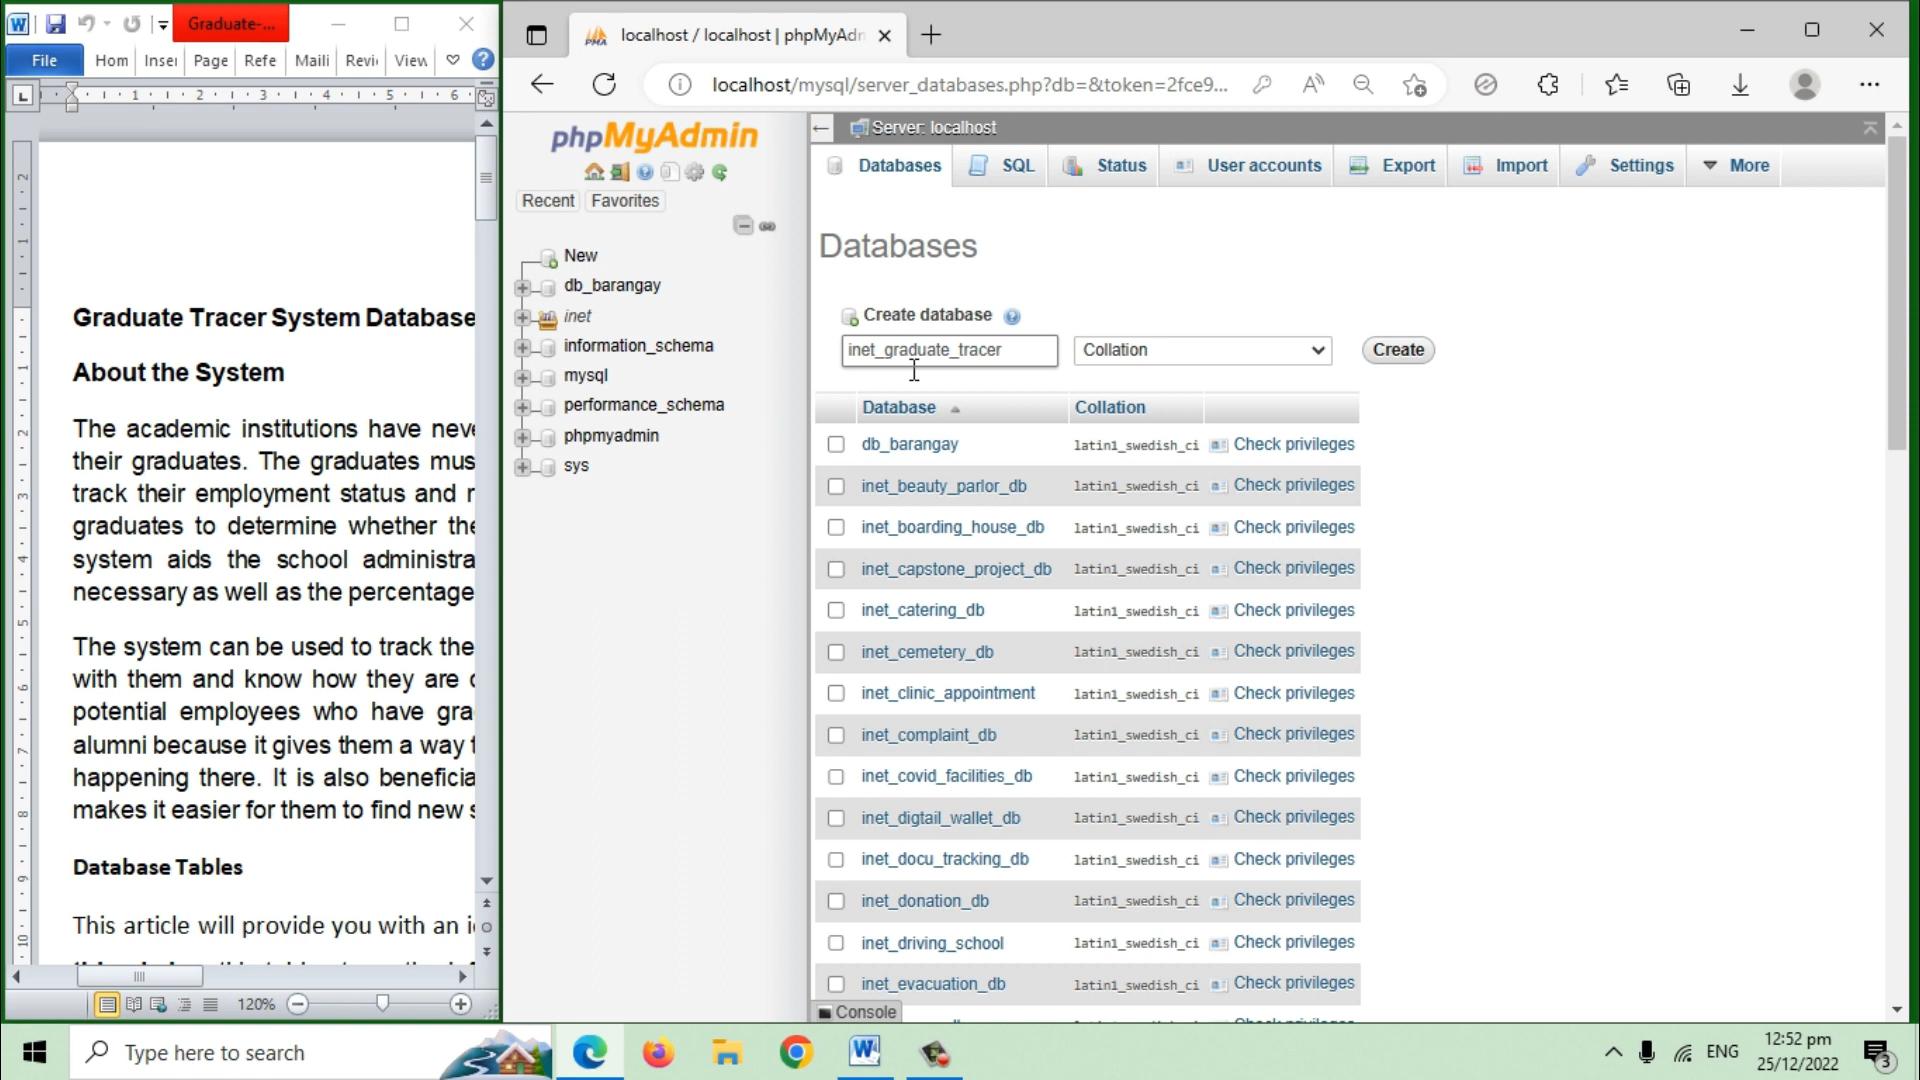 Graduate-...
File
Hom
Inser
Page
Refe
Maili
Revi
View
1 2 3 4 5 6
Graduate Tracer System Database
About the System
The academic institutions have neve
their graduates. The graduates mus
track their employment status and
graduates to determine whether the
system aids the school administra
necessary as well as the percentage
The system can be used to track the
with them and know how they are
potential employees who have gra
alumni because it gives them a way
happening there. It is also beneficia
makes it easier for them to find new
Database Tables
This article will provide you with an
120%
localhost / localhost | phpMyAdm
localhost/mysql/server_databases.php?db=&token=2fce9...
phpMyAdmin
Recent
Favorites
New
db_barangay
inet
information_schema
mysql
performance_schema
phpmyadmin
sys
Server: localhost
Databases
SQL
Status
User accounts
Export
Import
Settings
More
Databases
Create database
inet_graduate_tracer
Collation
Create
Database Collation
db_barangay latin1_swedish_ci Check privileges
inet_beauty_parlor_db latin1_swedish_ci Check privileges
inet_boarding_house_db latin1_swedish_ci Check privileges
inet_capstone_project_db latin1_swedish_ci Check privileges
inet_catering_db latin1_swedish_ci Check privileges
inet_cemetery_db latin1_swedish_ci Check privileges
inet_clinic_appointment latin1_swedish_ci Check privileges
inet_complaint_db latin1_swedish_ci Check privileges
inet_covid_facilities_db latin1_swedish_ci Check privileges
inet_digtail_wallet_db latin1_swedish_ci Check privileges
inet_docu_tracking_db latin1_swedish_ci Check privileges
inet_donation_db latin1_swedish_ci Check privileges
inet_driving_school latin1_swedish_ci Check privileges
inet_evacuation_db latin1_swedish_ci Check privileges
Console
Type here to search
ENG
12:52 pm
25/12/2022
3